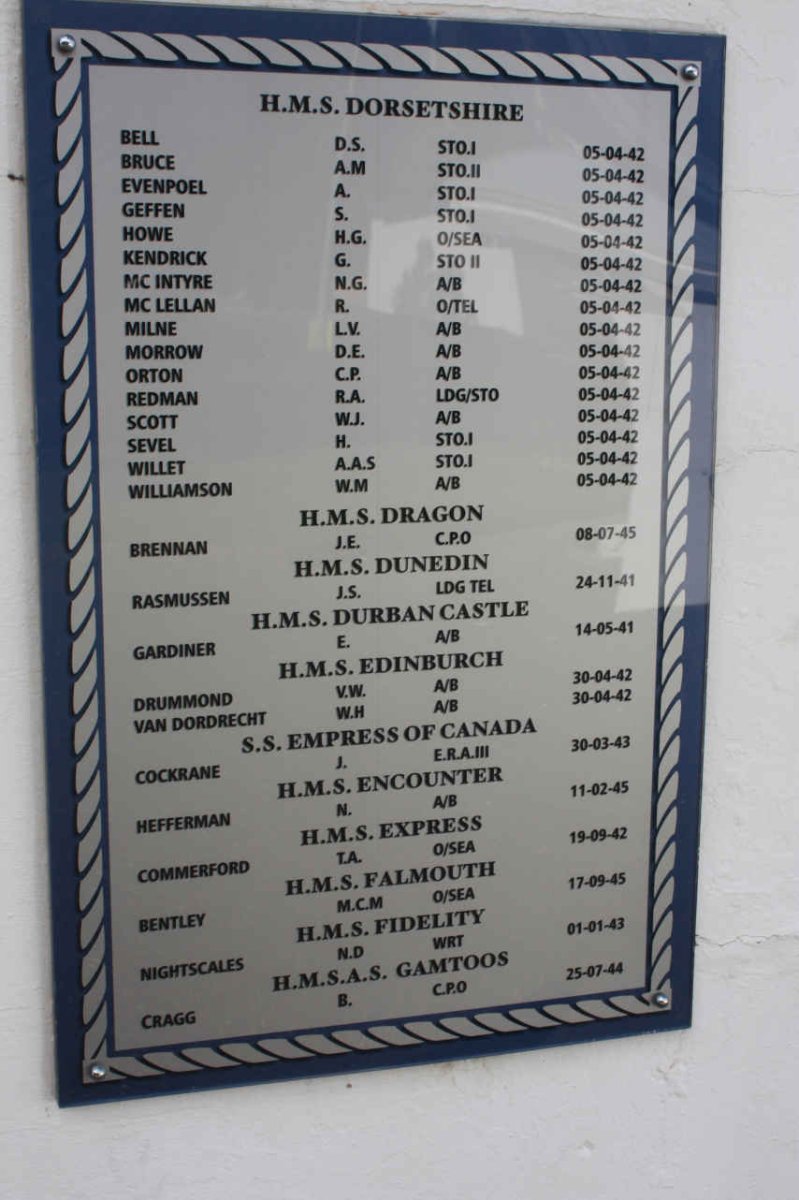 H.M.S. DORSETSHIRE
BELL D.S. STO.I 05-04-42
BRUCE A.M STO.II 05-04-42
EVENPOEL A. STO.I 05-04-42
GEFFEN S. STO.I 05-04-42
HOWE H.G. O/SEA 05-04-42
KENDRICK G. STO II 05-04-42
MC INTYRE N.G. A/B 05-04-42
MC LELLAN R. O/TEL 05-04-42
MILNE L.V. A/B 05-04-42
MORROW D.E. A/B 05-04-42
ORTON C.P. A/B 05-04-42
REDMAN R.A. LDG/STO 05-04-42
SCOTT W.J. A/B 05-04-42
SEVEL H. STO.I 05-04-42
WILLET A.A.S STO.I 05-04-42
WILLIAMSON W.M A/B 05-04-42
H.M.S. DRAGON
BRENNAN J.E. C.P.O 08-07-45
H.M.S. DUNEDIN
RASMUSSEN J.S. LDG TEL 24-11-41
H.M.S. DURBAN CASTLE
GARDINER E. A/B 14-05-41
H.M.S. EDINBURCH
DRUMMOND V.W. A/B 30-04-42
VAN DORDRECHT W.H A/B 30-04-42
S.S. EMPRESS OF CANADA
COCKRANE J. E.R.A.III 30-03-43
H.M.S. ENCOUNTER
HEFFERMAN N. A/B 11-02-45
H.M.S. EXPRESS
COMMERFORD T.A. O/SEA 19-09-42
H.M.S. FALMOUTH
BENTLEY M.C.M O/SEA 17-09-45
H.M.S. FIDELITY
NIGHTSCALES N.D WRT 01-01-43
H.M.S.A.S. GAMTOOS
CRAGG B. C.P.O 25-07-44